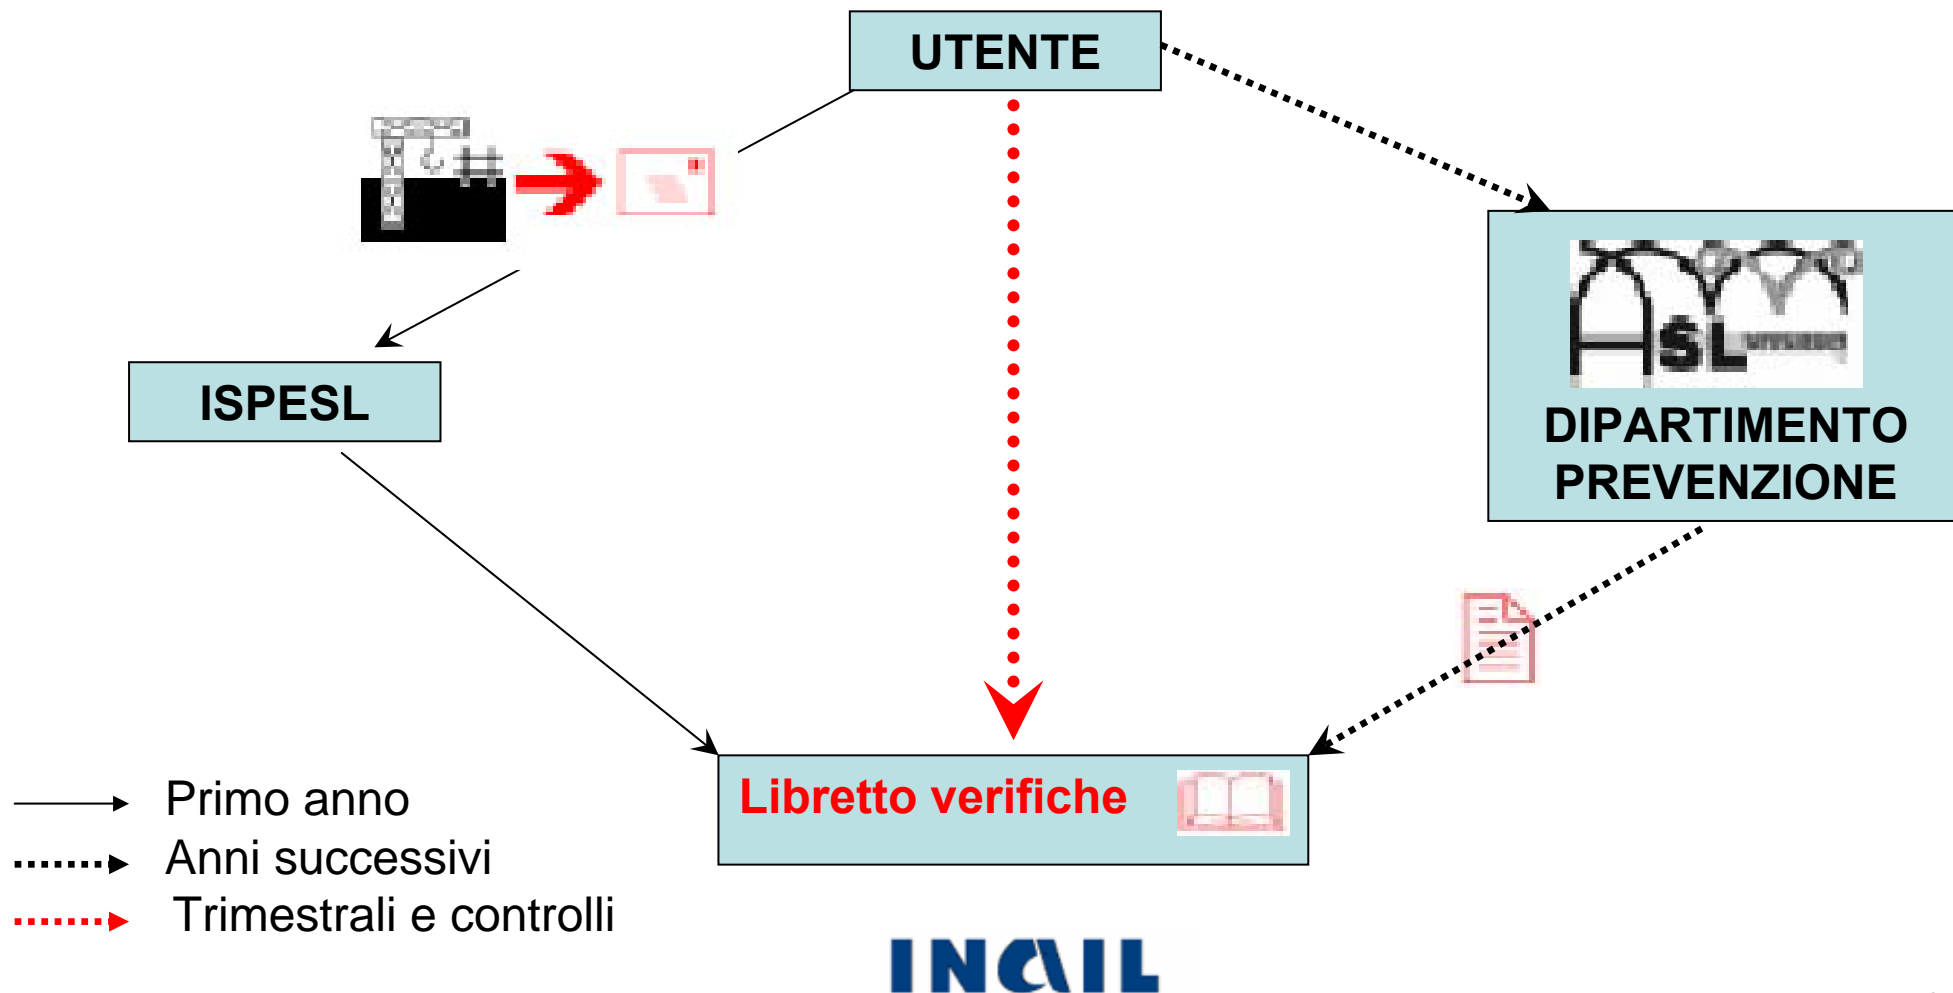 UTENTE
ISPESL
ASL
DIPARTIMENTO
PREVENZIONE
Libretto verifiche
Primo anno
Anni successivi
Trimestrali e controlli
INAIL